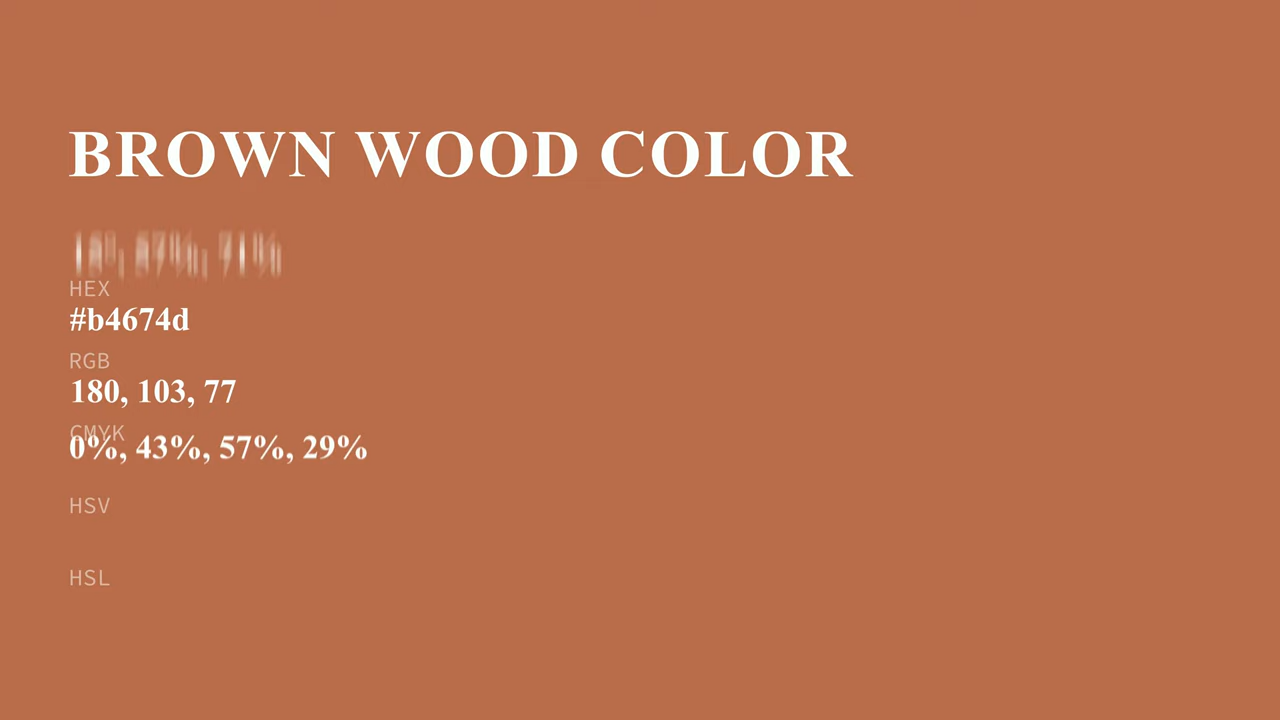 BROWN WOOD COLOR
HEX
#b4674d
RGB
180, 103, 77
CMYK
0%, 43%, 57%, 29%
HSV
HSL